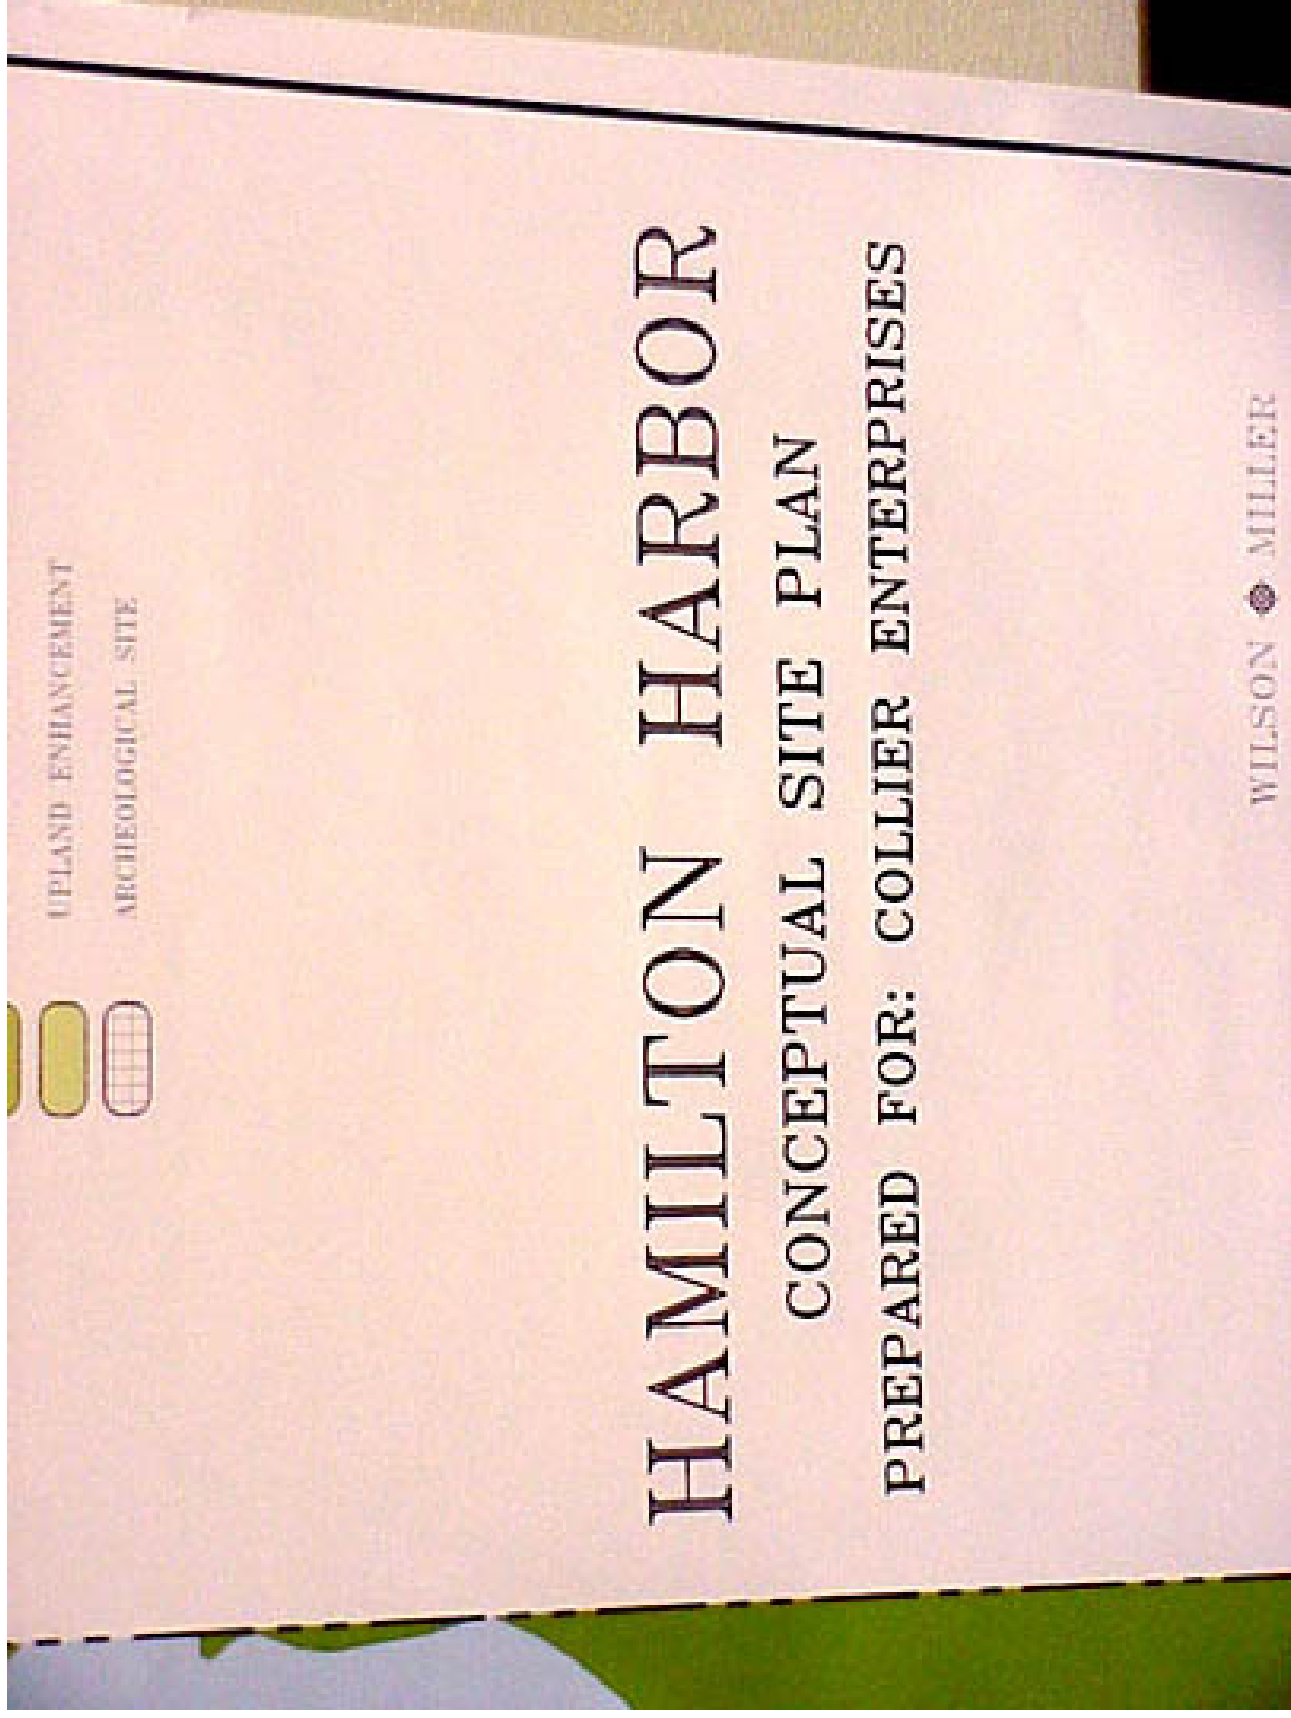 UPLAND ENHANCEMENT
ARCHEOLOGICAL SITE
HAMILTON HARBOR
CONCEPTUAL SITE PLAN
PREPARED FOR: COLLIER ENTERPRISES
WILSON MILLER